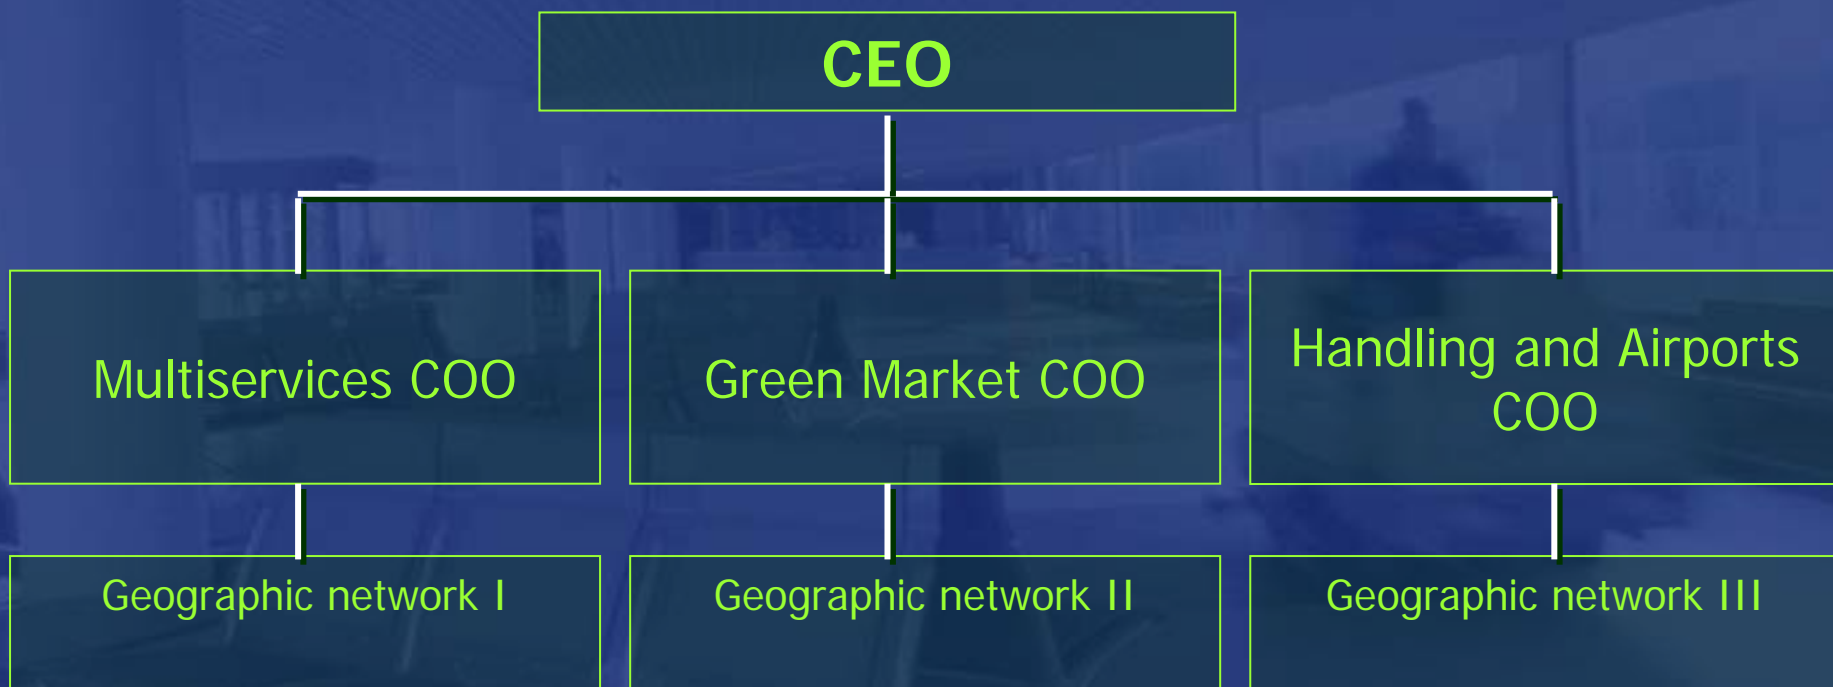 CEO
Multiservices COO
Green Market COO
Handling and Airports
COO
Geographic network I
Geographic network II
Geographic network III